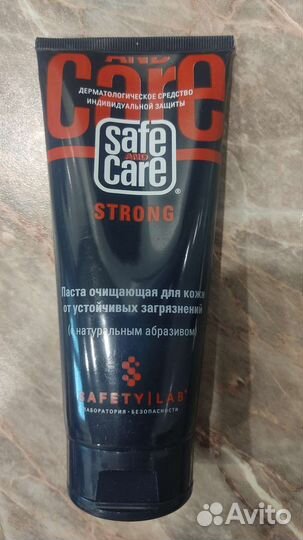 AND
care
ДЕРМАТОЛОГИЧЕСКОЕ СРЕДСТВО
ИНДИВИДУАЛЬНОЙ ЗАЩИТЫ
safe
AND
care®
STRONG
Паста очищающая для кожи
от устойчивых загрязнений
(с натуральным абразивом)
SAFETY|LAB®
ЛАБОРАТОРИЯ · БЕЗОПАСНОСТИ
Avito